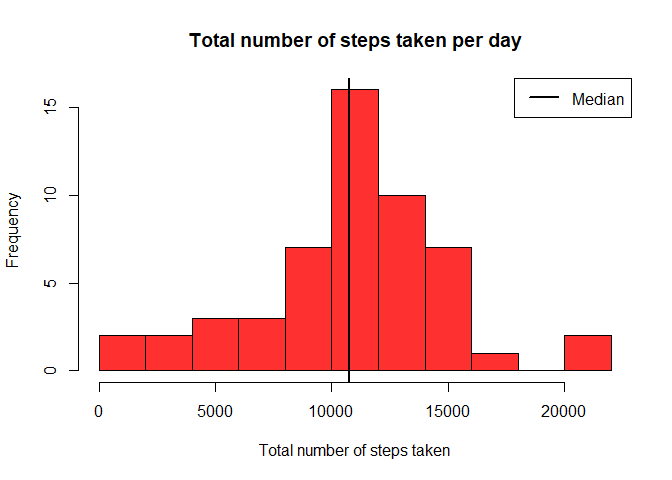 Total number of steps taken per day
Median
Frequency
15
10
5
0
0 5000 10000 15000 20000
Total number of steps taken